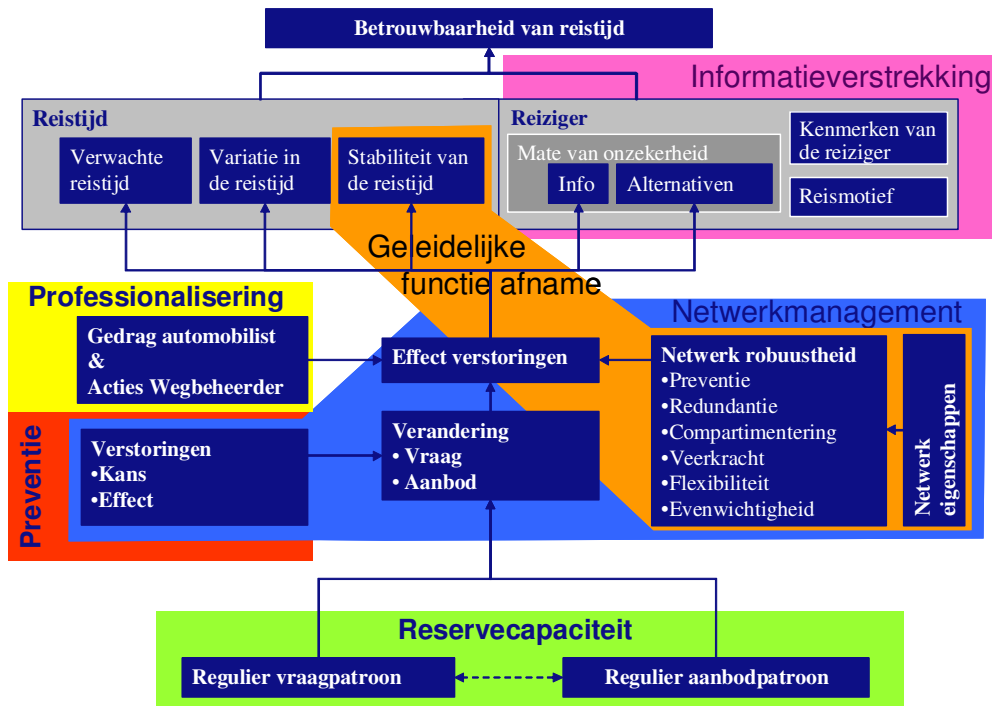 Betrouwbaarheid van reistijd
Informatieverstrekking
Reistijd
Verwachte
reistijd
Variatie in
de reistijd
Stabiliteit van
de reistijd
Reiziger
Mate van onzekerheid
Info
Alternativen
Kenmerken van
de reiziger
Reismotief
Geleidelijke
functie afname
Professionalisering
Gedrag automobilist
&
Acties Wegbeheerder
Netwerkmanagement
Effect verstoringen
Netwerk robuustheid
•Preventie
•Redundantie
•Compartimentering
•Veerkracht
•Flexibiliteit
•Evenwichtigheid
Netwerk
eigenschappen
Preventie
Verstoringen
•Kans
•Effect
Verandering
•Vraag
•Aanbod
Reservecapaciteit
Regulier vraagpatroon
Regulier aanbodpatroon